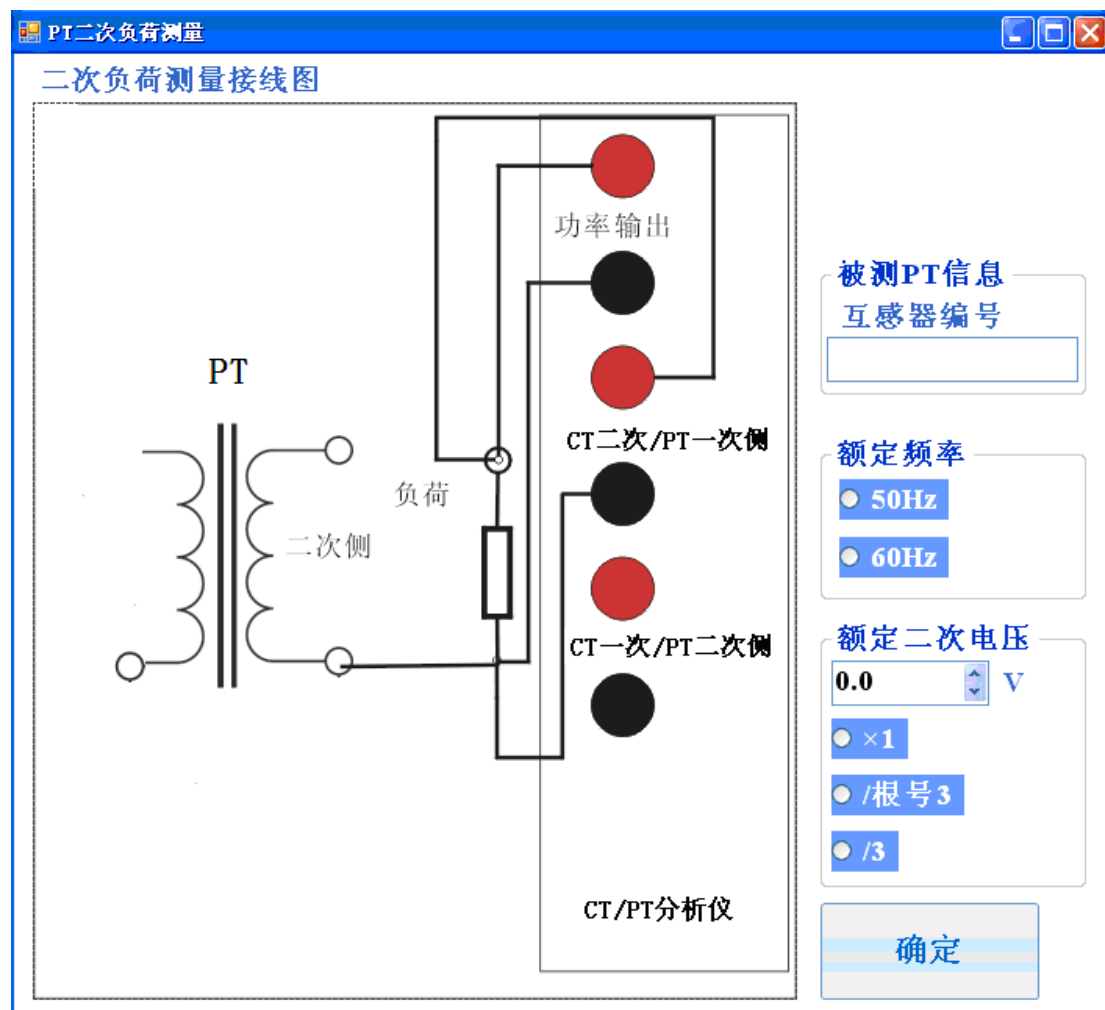 PT二次负荷测量
二次负荷测量接线图
功率输出
PT
CT二次/PT一次侧
负荷
二次侧
CT一次/PT二次侧
CT/PT分析仪
被测PT信息
互感器编号
额定频率
50Hz
60Hz
额定二次电压
0.0 V
×1
/根号3
/3
确定